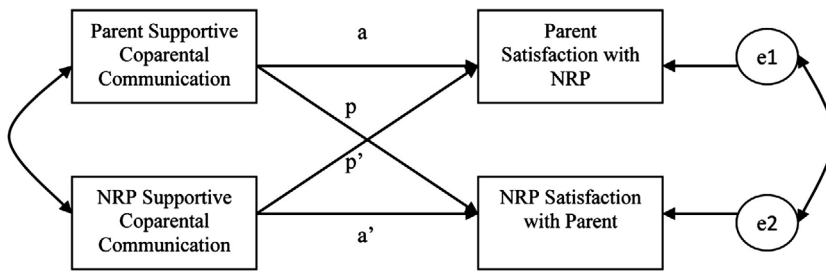 Parent Supportive
Coparental
Communication
a
Parent
Satisfaction with
NRP
e1
p
p’
NRP Supportive
Coparental
Communication
a’
NRP Satisfaction
with Parent
e2